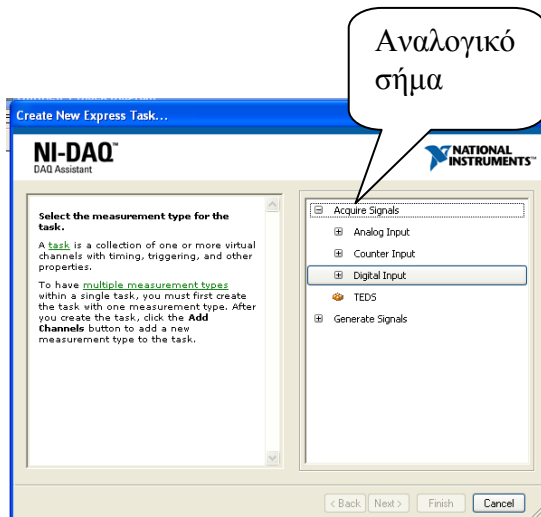 Αναλογικό
σήμα
Create New Express Task...
NI-DAQ™
DAQ Assistant
NATIONAL
INSTRUMENTS™
Select the measurement type for the
task.
A task is a collection of one or more virtual
channels with timing, triggering, and other
properties.
To have multiple measurement types
within a single task, you must first create
the task with one measurement type. After
you create the task, click the Add
Channels button to add a new
measurement type to the task.
Acquire Signals
Analog Input
Counter Input
Digital Input
TEDS
Generate Signals
< Back Next > Finish Cancel